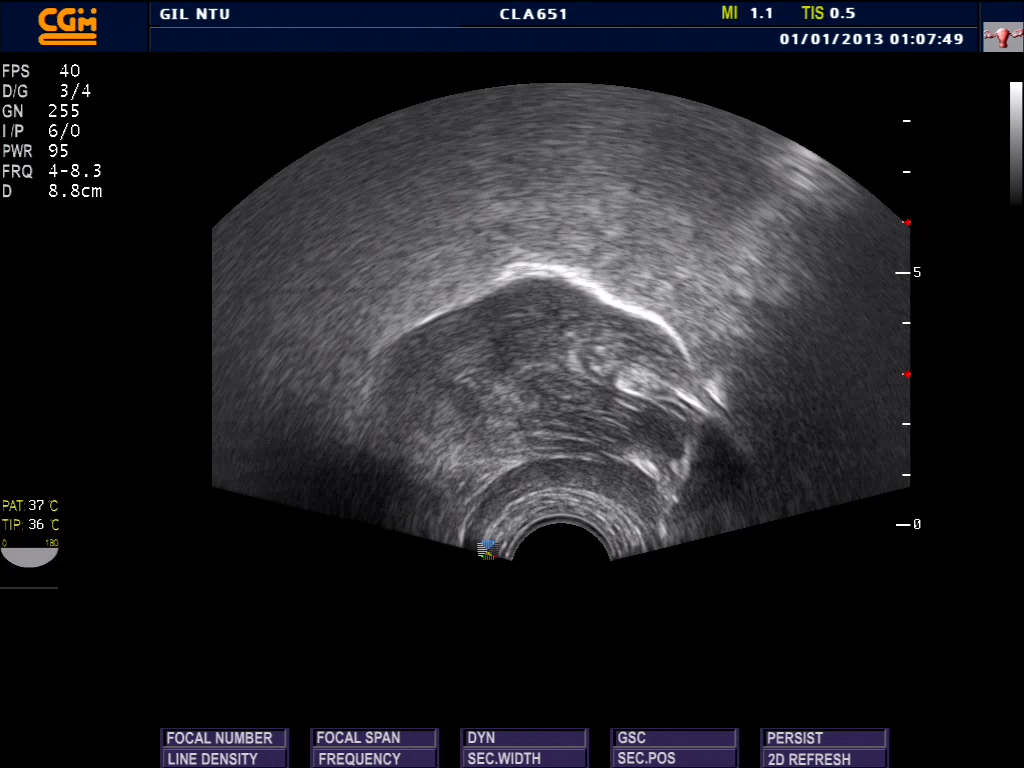 CGM
GIL NTU CLA651 MI 1.1 TIS 0.5
01/01/2013 01:07:49
FPS 40
D/G 3/4
GN 255
I/P 6/0
PWR 95
FRQ 4-8.3
D 8.8cm
5
PAT: 37 °C
TIP: 36 °C
0 180
0
FOCAL NUMBER FOCAL SPAN DYN GSC PERSIST
LINE DENSITY FREQUENCY SEC.WIDTH SEC.POS 2D REFRESH